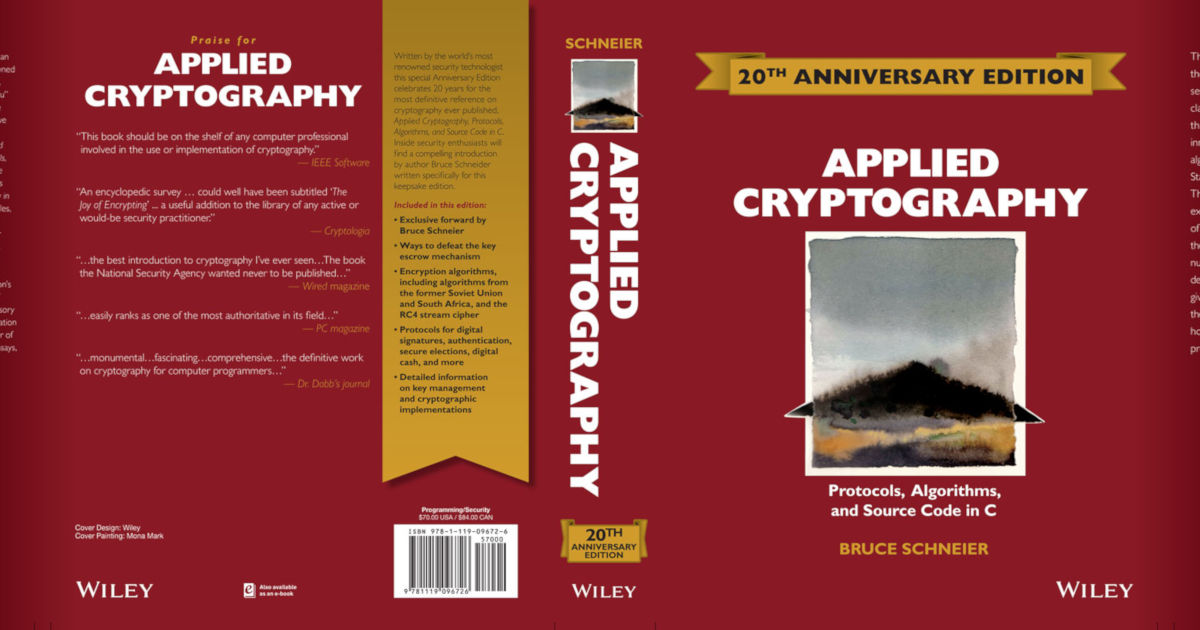 Praise for
APPLIED
CRYPTOGRAPHY
“This book should be on the shelf of any computer professional
involved in the use or implementation of cryptography.”
— IEEE Software
“An encyclopedic survey … could well have been subtitled ‘The
Joy of Encrypting’ ... a useful addition to the library of any active or
would-be security practitioner.”
— Cryptologia
“…the best introduction to cryptography I’ve ever seen…The book
the National Security Agency wanted never to be published…”
— Wired magazine
“…easily ranks as one of the most authoritative in its field…”
— PC magazine
“…monumental…fascinating…comprehensive…the definitive work
on cryptography for computer programmers…”
— Dr. Dobb’s journal
Cover Design: Wiley
Cover Painting: Mona Mark
WILEY
Also available
as an e-book
Written by the world’s most
renowned security technologist
this special Anniversary Edition
celebrates 20 years for the
most definitive reference on
cryptography ever published,
Applied Cryptography, Protocols,
Algorithms, and Source Code in C.
Inside security enthusiasts will
find a compelling introduction
by author Bruce Schneider
written specifically for this
keepsake edition.
Included in this edition:
• Exclusive forward by
Bruce Schneier
• Ways to defeat the key
escrow mechanism
• Encryption algorithms,
including algorithms from
the former Soviet Union
and South Africa, and the
RC4 stream cipher
• Protocols for digital
signatures, authentication,
secure elections, digital
cash, and more
• Detailed information
on key management
and cryptographic
implementations
Programming/Security
$70.00 USA / $84.00 CAN
ISBN 978-1-119-09672-6
57000
9781119096726
SCHNEIER
APPLIED
CRYPTOGRAPHY
20TH
ANNIVERSARY
EDITION
WILEY
20TH ANNIVERSARY EDITION
APPLIED
CRYPTOGRAPHY
Protocols, Algorithms,
and Source Code in C
BRUCE SCHNEIER
WILEY